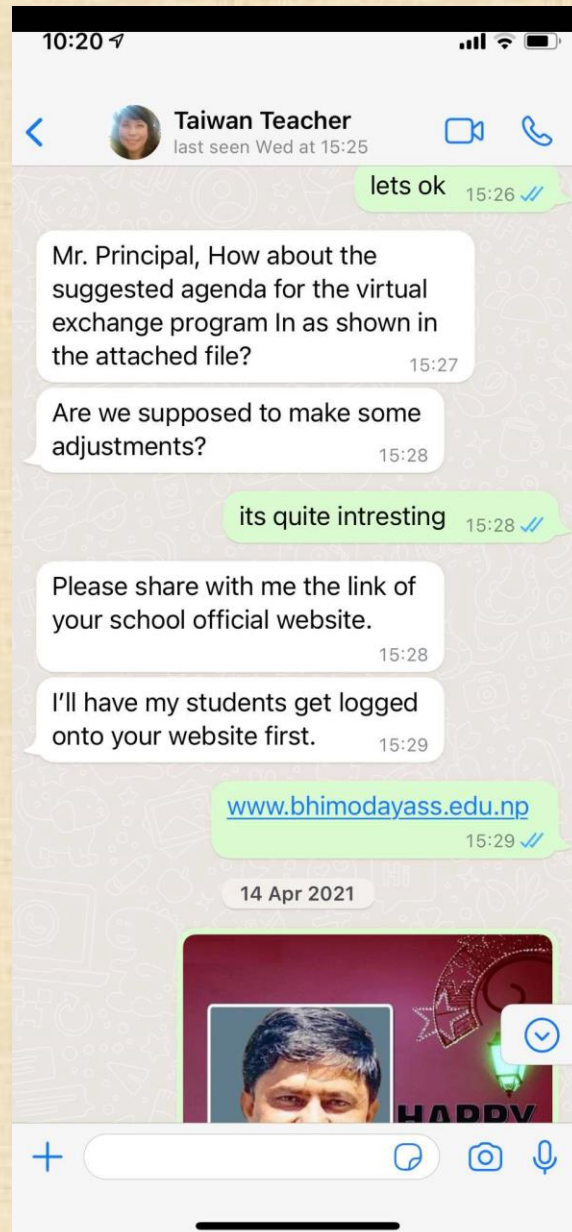 10:20
Taiwan Teacher
last seen Wed at 15:25
lets ok 15:26
Mr. Principal, How about the
suggested agenda for the virtual
exchange program In as shown in
the attached file?
15:27
Are we supposed to make some
adjustments?
15:28
its quite intresting 15:28
Please share with me the link of
your school official website.
15:28
I'll have my students get logged
onto your website first.
15:29
www.bhimodayass.edu.np
15:29
14 Apr 2021
HAPPY